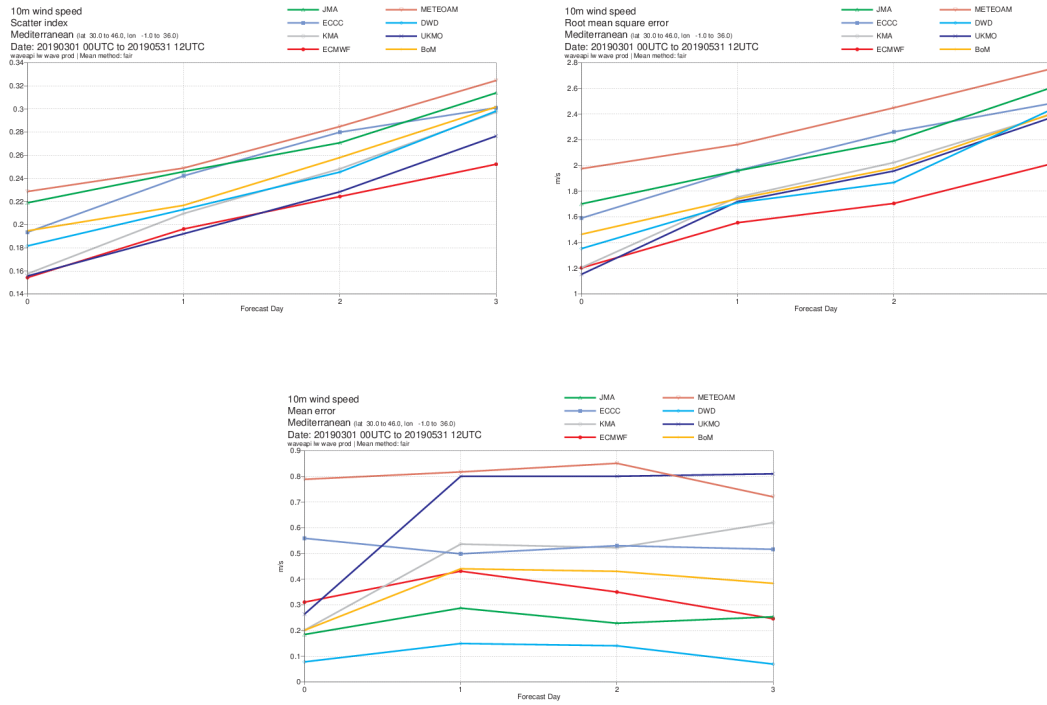 10m wind speed
Scatter index
Mediterranean (lat 30.0 to 46.0, lon -1.0 to 36.0)
Date: 20190301 00UTC to 20190531 12UTC
waveapi lw wave prod | Mean method: fair
JMA METEOAM
ECCC DWD
KMA UKMO
ECMWF BoM
0.34
0.32
0.3
0.28
0.26
0.24
0.22
0.2
0.18
0.16
0.14
0 1 2 3
Forecast Day
10m wind speed
Root mean square error
Mediterranean (lat 30.0 to 46.0, lon -1.0 to 36.0)
Date: 20190301 00UTC to 20190531 12UTC
waveapi lw wave prod | Mean method: fair
JMA METEOAM
ECCC DWD
KMA UKMO
ECMWF BoM
m/s
2.8
2.6
2.4
2.2
2
1.8
1.6
1.4
1.2
1
0 1 2
Forecast Day
10m wind speed
Mean error
Mediterranean (lat 30.0 to 46.0, lon -1.0 to 36.0)
Date: 20190301 00UTC to 20190531 12UTC
waveapi lw wave prod | Mean method: fair
JMA METEOAM
ECCC DWD
KMA UKMO
ECMWF BoM
m/s
0.9
0.8
0.7
0.6
0.5
0.4
0.3
0.2
0.1
0
0 1 2 3
Forecast Day